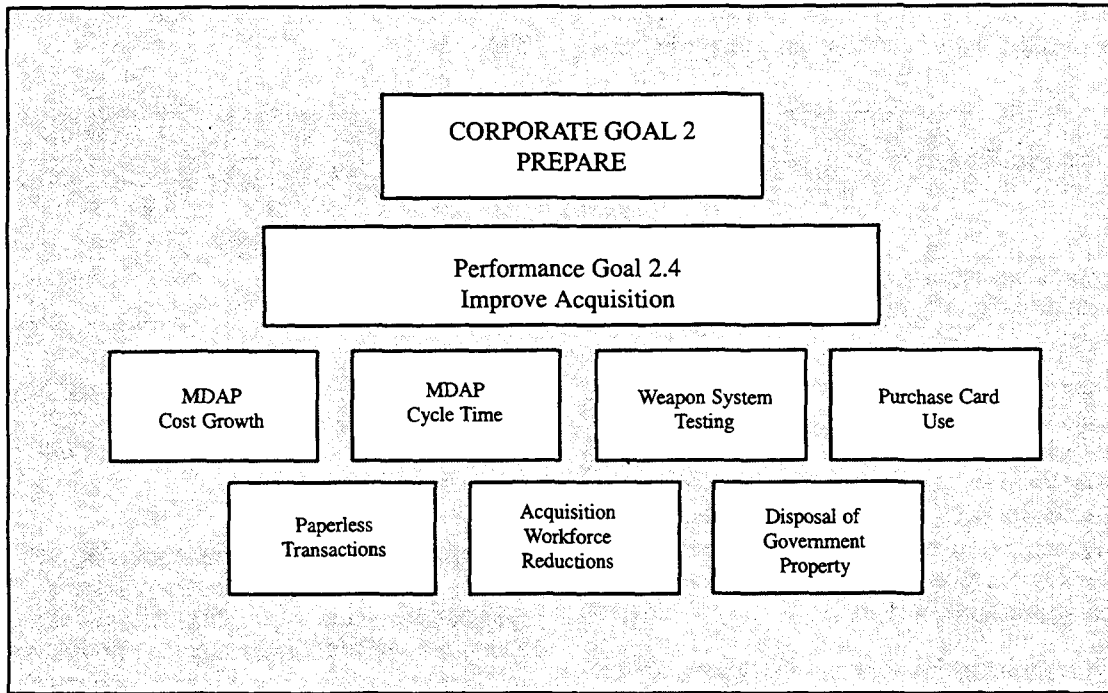 CORPORATE GOAL 2
PREPARE
Performance Goal 2.4
Improve Acquisition
MDAP
Cost Growth
MDAP
Cycle Time
Weapon System
Testing
Purchase Card
Use
Paperless
Transactions
Acquisition
Workforce
Reductions
Disposal of
Government
Property